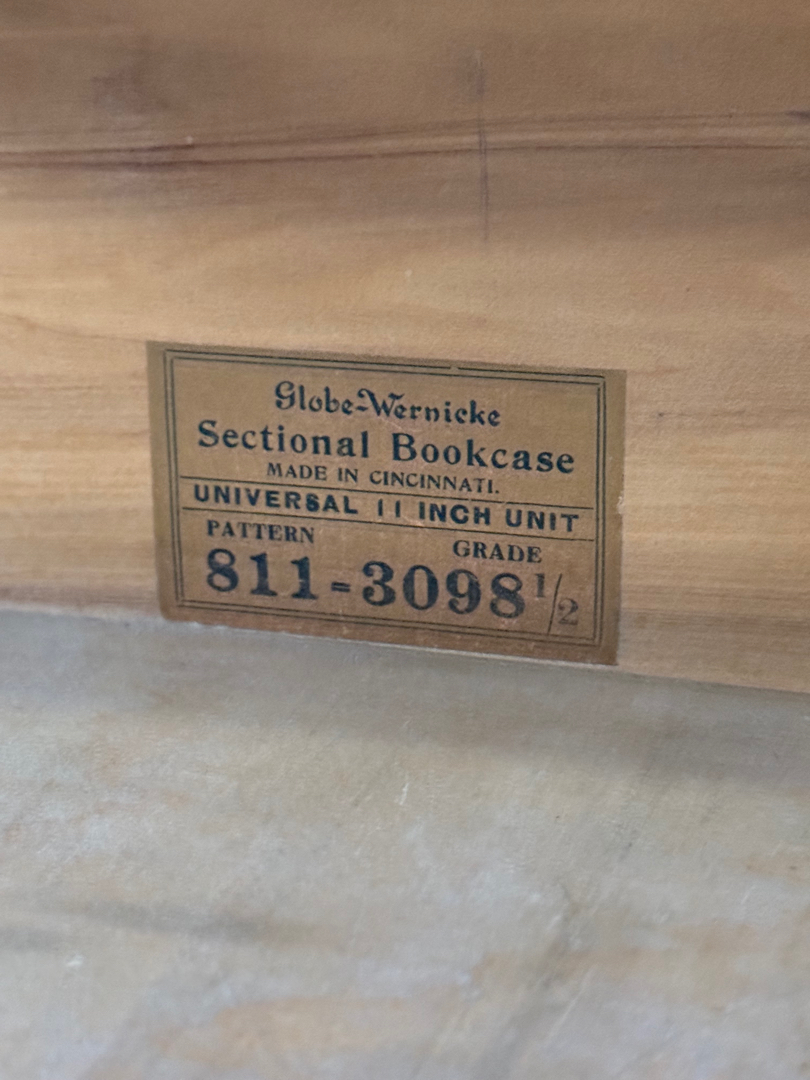 Globe-Wernicke
Sectional Bookcase
MADE IN CINCINNATI.
UNIVERSAL 11 INCH UNIT
PATTERN GRADE
811-3098 1/2